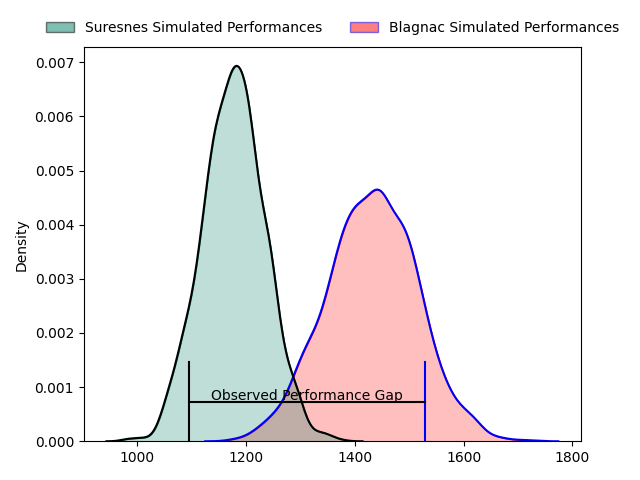 Suresnes Simulated Performances Blagnac Simulated Performances
0.007
0.006
0.005
0.004
0.003
0.002
0.001
0.000
Density
Observed Performance Gap
1000 1200 1400 1600 1800